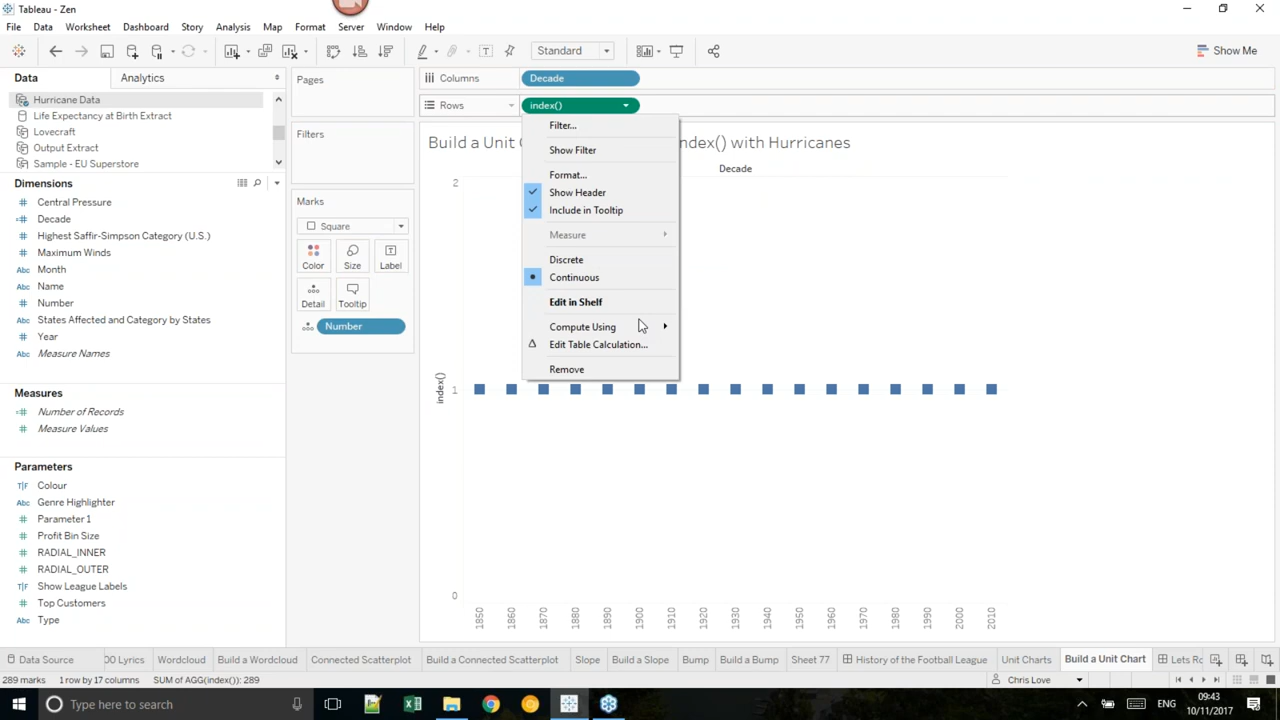 Tableau - Zen
File Data Worksheet Dashboard Story Analysis Map Format Server Window Help
Standard
Show Me
Data Analytics
Hurricane Data
Life Expectancy at Birth Extract
Lovecraft
Output Extract
Sample - EU Superstore
Dimensions
Central Pressure
Decade
Highest Saffir-Simpson Category (U.S.)
Maximum Winds
Abc Month
Abc Name
Number
Abc States Affected and Category by States
Year
Abc Measure Names
Measures
Number of Records
Measure Values
Parameters
T|F Colour
Abc Genre Highlighter
Parameter 1
Profit Bin Size
RADIAL_INNER
RADIAL_OUTER
T|F Show League Labels
Top Customers
Abc Type
Pages
Filters
Marks
Square
Color Size Label
Detail Tooltip
Number
Columns Decade
Rows index()
Build a Unit C
ndex() with Hurricanes
Decade
Filter...
Show Filter
Format...
Show Header
Include in Tooltip
Measure
Discrete
Continuous
Edit in Shelf
Compute Using
Edit Table Calculation...
Remove
2
1
0
index()
1850 1860 1870 1880 1890 1900 1910 1920 1930 1940 1950 1960 1970 1980 1990 2000 2010
Data Source 00 Lyrics Wordcloud Build a Wordcloud Connected Scatterplot Build a Connected Scatterplot Slope Build a Slope Bump Build a Bump Sheet 77 History of the Football League Unit Charts Build a Unit Chart Lets Ro
289 marks 1 row by 17 columns SUM of AGG(index()): 289 Chris Love
Type here to search
ENG
09:43
10/11/2017